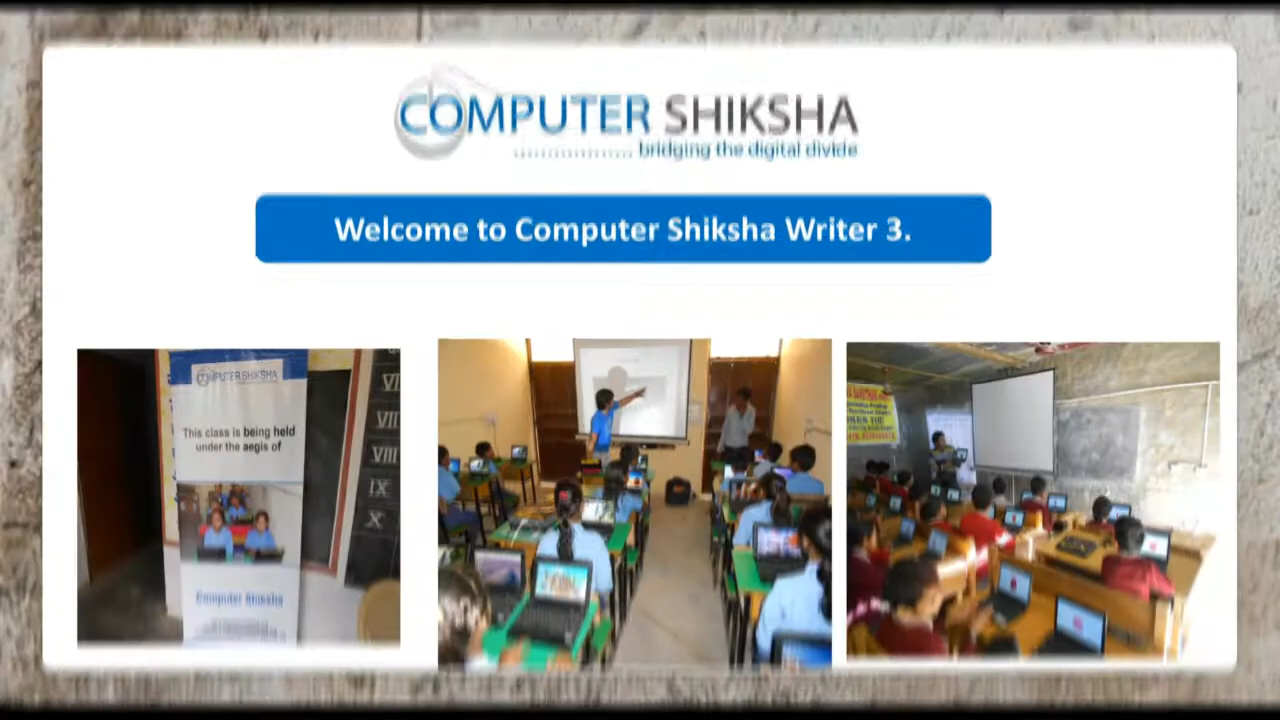 COMPUTER SHIKSHA
................ bridging the digital divide
Welcome to Computer Shiksha Writer 3.
COMPUTER SHIKSHA
This class is being held
under the aegis of
Computer Shiksha
VII
VIII
IX
X